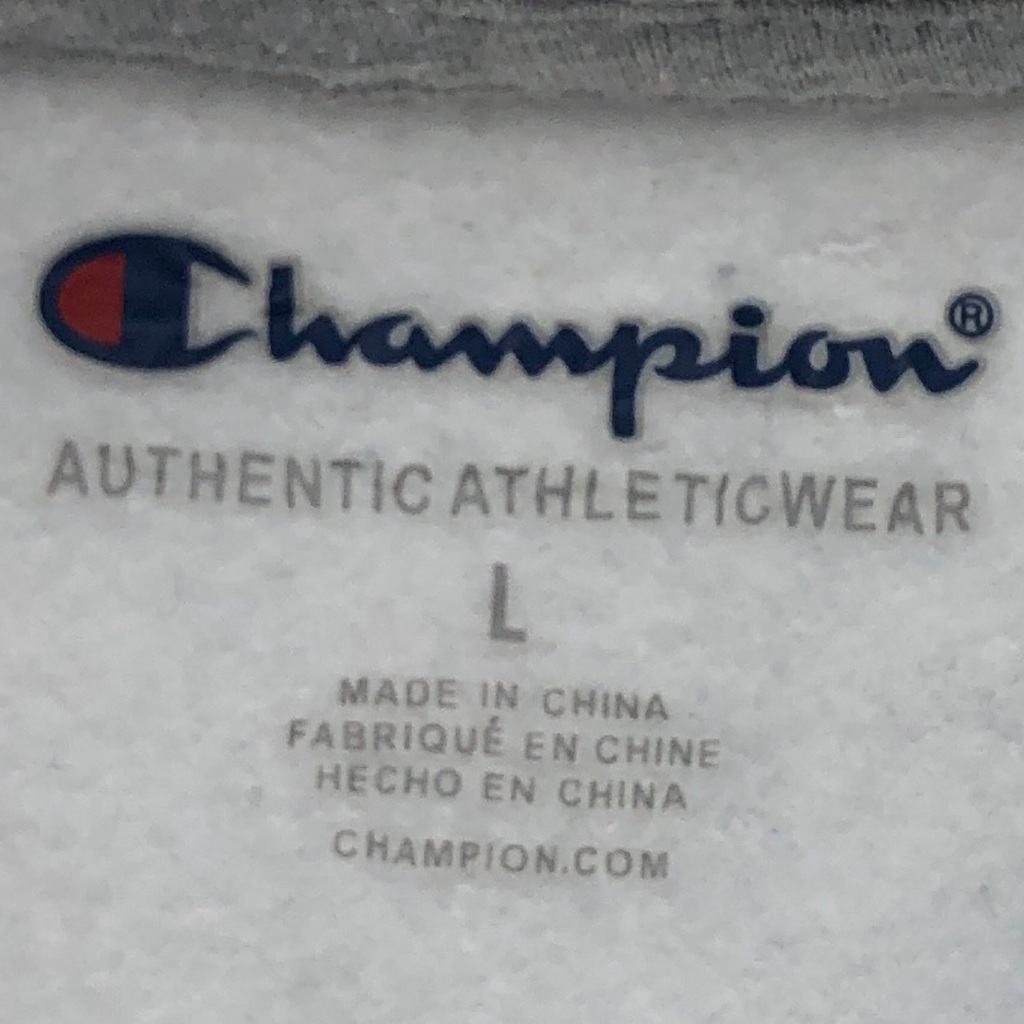 Champion®
AUTHENTIC ATHLETICWEAR
L
MADE IN CHINA
FABRIQUÉ EN CHINE
HECHO EN CHINA
CHAMPION.COM